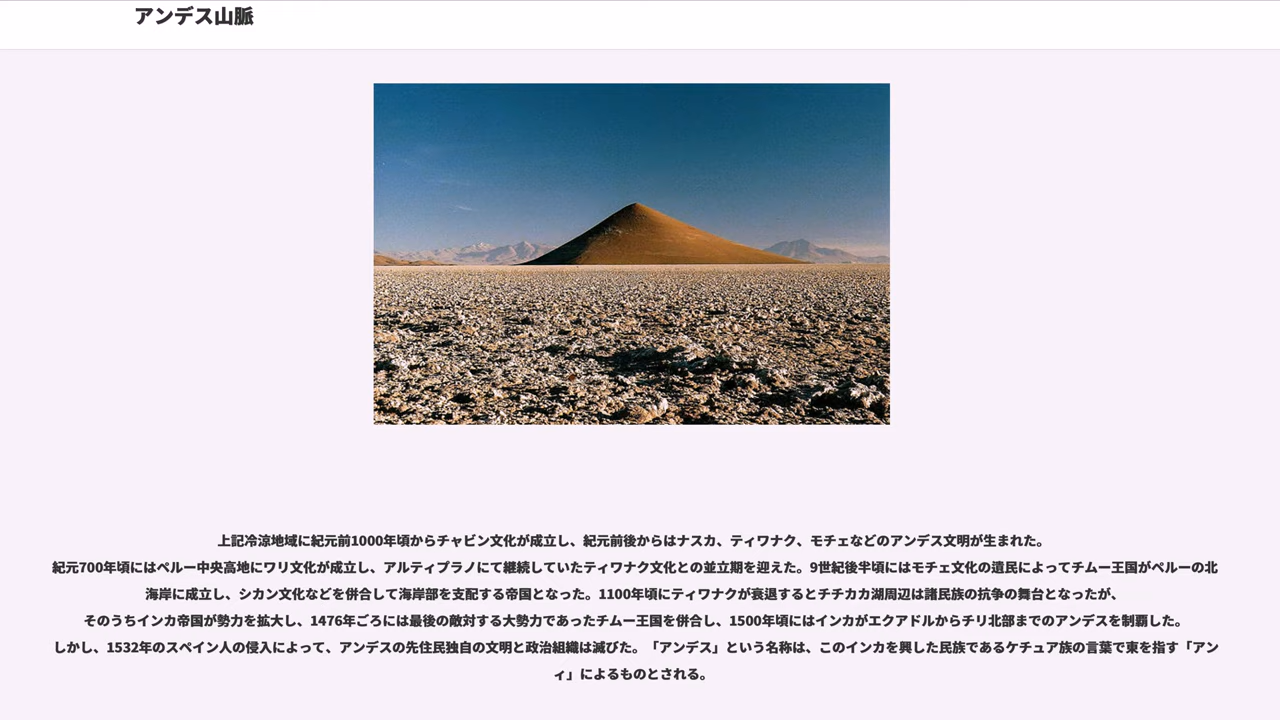 アンデス山脈
上記冷涼地域に紀元前1000年頃からチャビン文化が成立し、紀元前後からはナスカ、ティワナク、モチェなどのアンデス文明が生まれた。
紀元700年頃にはペルー中央高地にワリ文化が成立し、アルティプラノにて継続していたティワナク文化との並立期を迎えた。9世紀後半頃にはモチェ文化の遺民によってチムー王国がペルーの北
海岸に成立し、シカン文化などを併合して海岸部を支配する帝国となった。1100年頃にティワナクが衰退するとチチカカ湖周辺は諸民族の抗争の舞台となったが、
そのうちインカ帝国が勢力を拡大し、1476年ごろには最後の敵対する大勢力であったチムー王国を併合し、1500年頃にはインカがエクアドルからチリ北部までのアンデスを制覇した。
しかし、1532年のスペイン人の侵入によって、アンデスの先住民独自の文明と政治組織は滅びた。「アンデス」という名称は、このインカを興した民族であるケチュア族の言葉で東を指す「アン
ィ」によるものとされる。